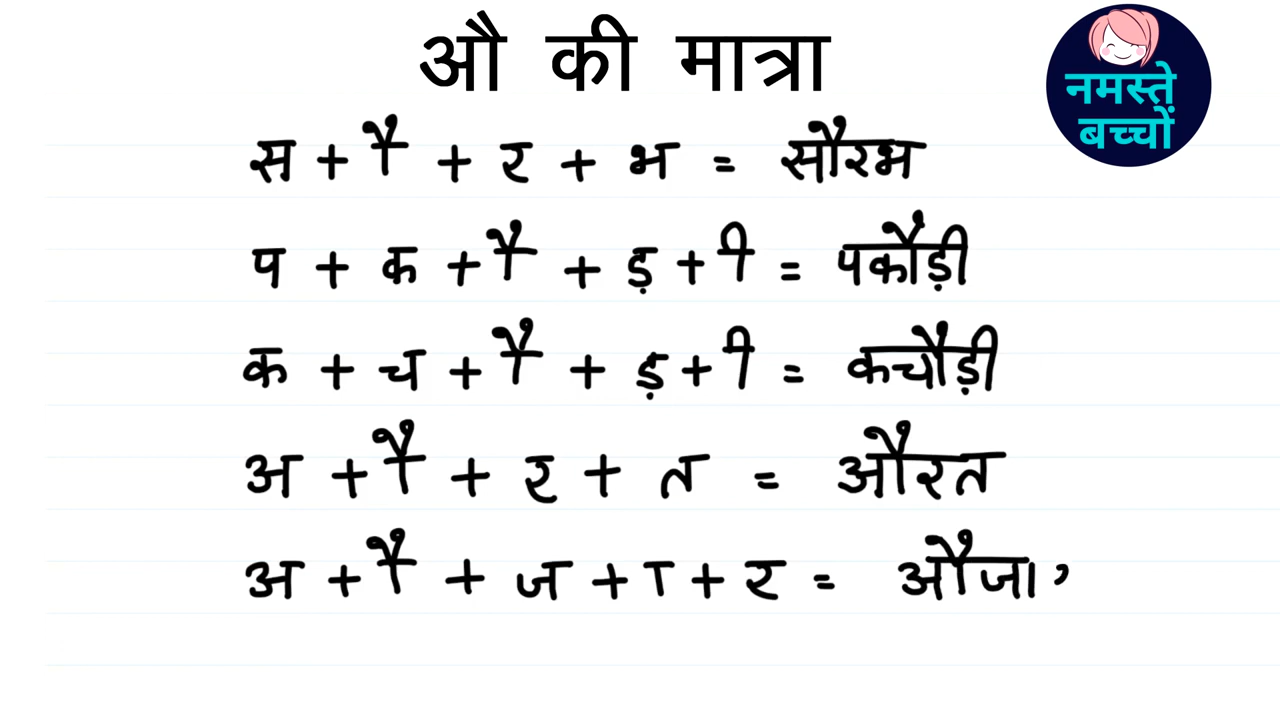 औ की मात्रा
नमस्ते
बच्चों
स + ौ + र + भ = सौरभ
प + क + ौ + ड़ + ी = पकौड़ी
क + च + ौ + ड़ + ी = कचौड़ी
अ + ौ + र + त = औरत
अ + ौ + ज + ा + र = औजा